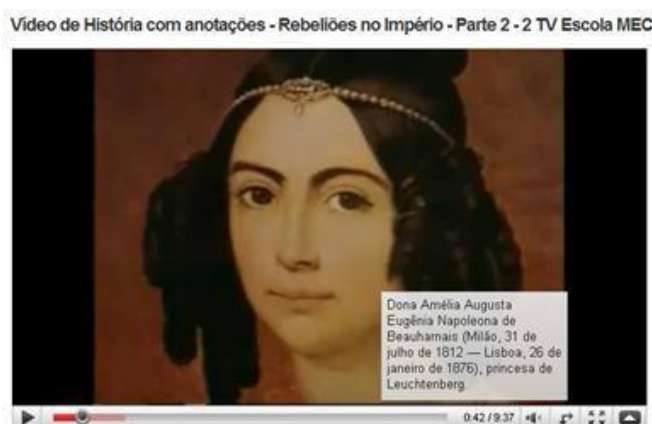 Vídeo de História com anotações - Rebeliões no Império - Parte 2 - 2 TV Escola MEC
Dona Amélia Augusta
Eugênia Napoleona de
Beauharnais (Milão, 31 de
julho de 1812 — Lisboa, 26 de
janeiro de 1876), princesa de
Leuchtenberg.
0:42 / 9:37